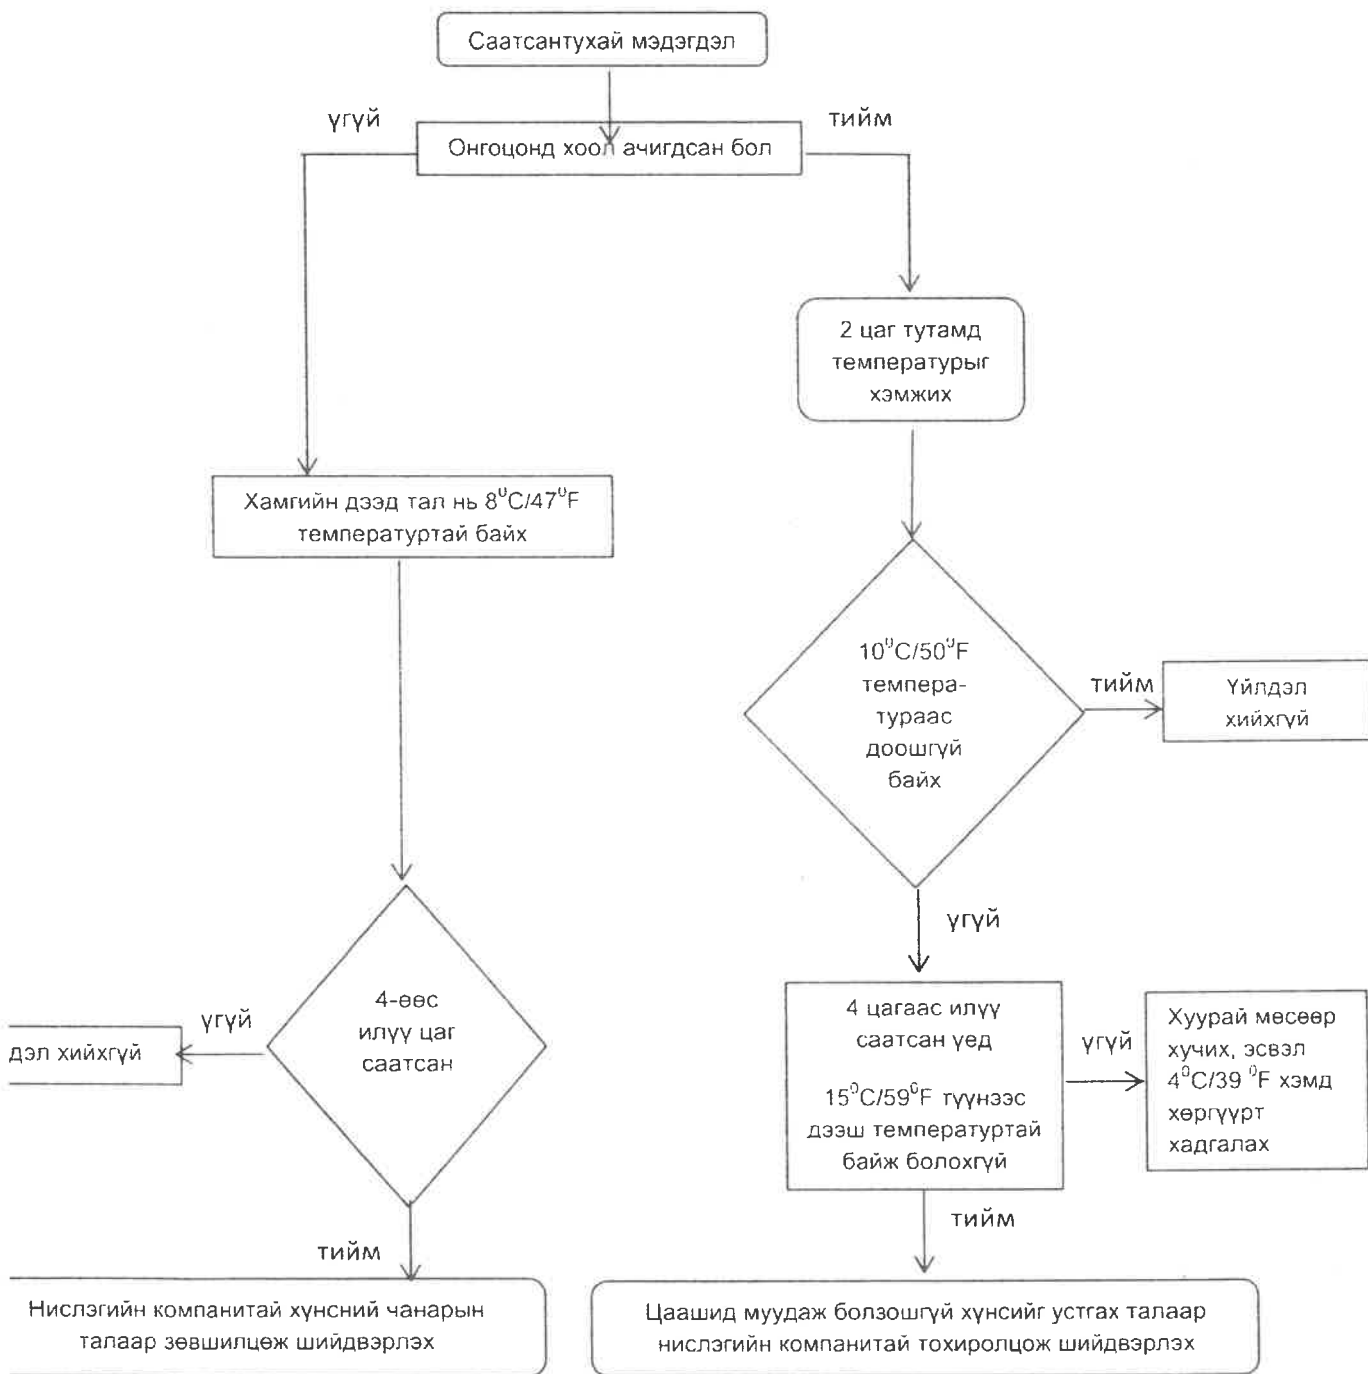 Саатсантухай мэдэгдэл
үгүй
тийм
Онгоцонд хоол ачигдсан бол
2 цаг тутамд
температурыг
хэмжих
Хамгийн дээд тал нь 8⁰C/47⁰F
температуртай байх
10⁰C/50⁰F
темпера-
тураас
доошгүй
байх
тийм
Үйлдэл
хийхгүй
үгүй
4-өөс
илүү цаг
саатсан
үгүй
дэл хийхгүй
4 цагаас илүү
саатсан үед
15⁰C/59⁰F түүнээс
дээш температуртай
байж болохгүй
үгүй
Хуурай мөсөөр
хучих, эсвэл
4⁰C/39 ⁰F хэмд
хөргүүрт
хадгалах
тийм
тийм
Нислэгийн компанитай хүнсний чанарын
талаар зөвшилцөж шийдвэрлэх
Цаашид муудаж болзошгүй хүнсийг устгах талаар
нислэгийн компанитай тохиролцож шийдвэрлэх